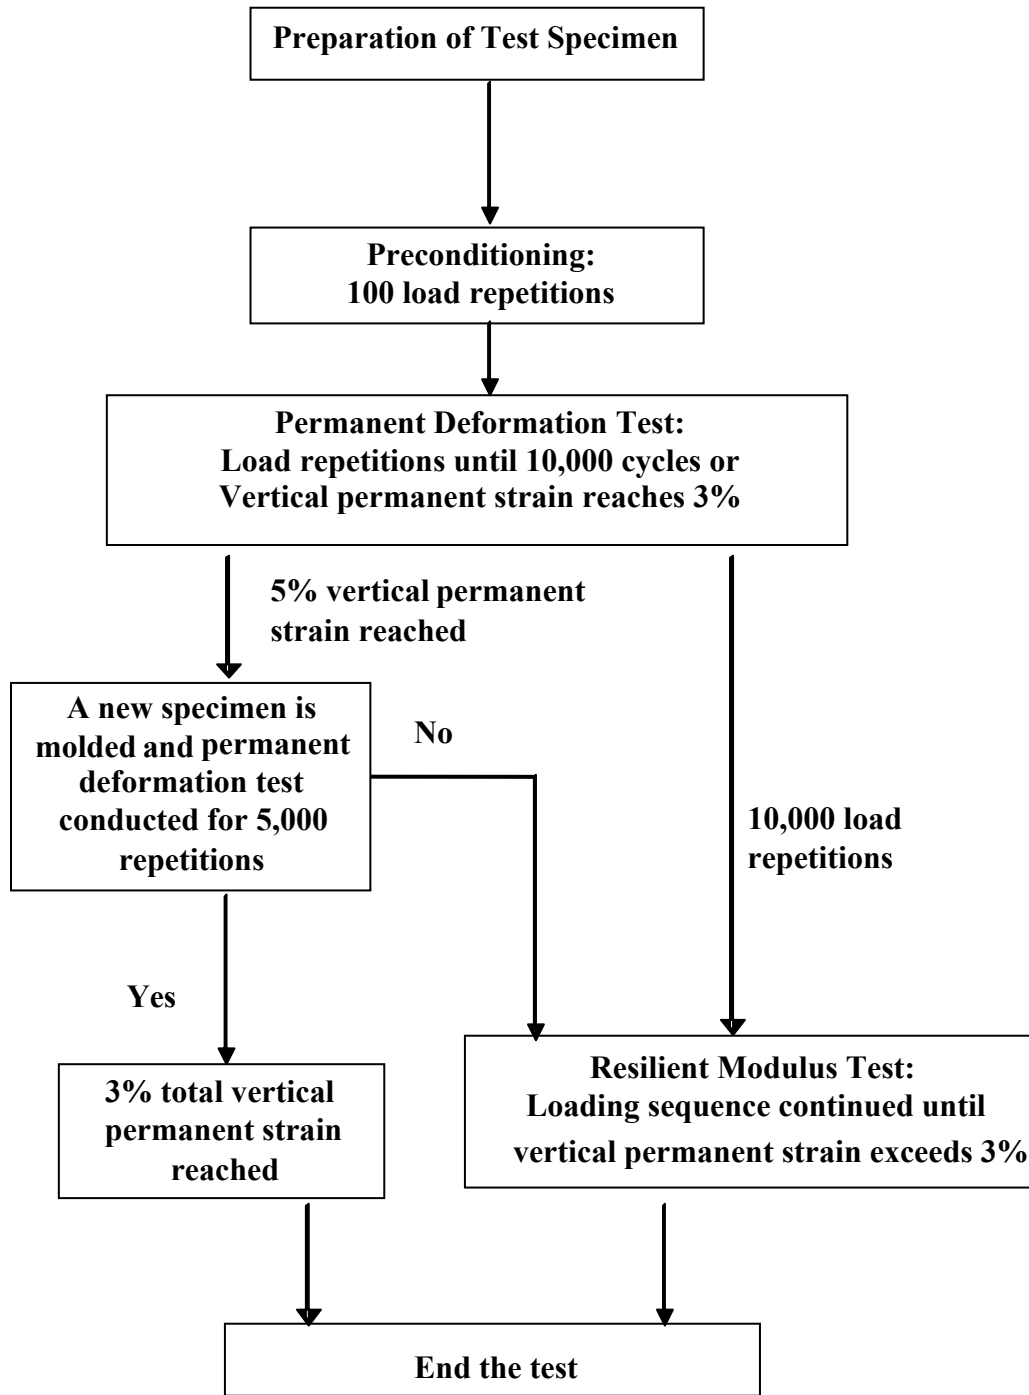 Preparation of Test Specimen
Preconditioning:
100 load repetitions
Permanent Deformation Test:
Load repetitions until 10,000 cycles or
Vertical permanent strain reaches 3%
5% vertical permanent
strain reached
A new specimen is
molded and permanent
deformation test
conducted for 5,000
repetitions
No
10,000 load
repetitions
Yes
3% total vertical
permanent strain
reached
Resilient Modulus Test:
Loading sequence continued until
vertical permanent strain exceeds 3%
End the test